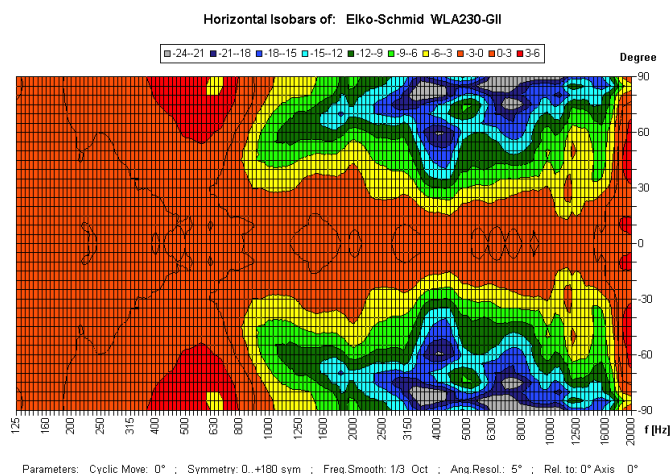 Horizontal Isobars of: Elko-Schmid WLA230-GII
-24--21 -21--18 -18--15 -15--12 -12--9 -9--6 -6--3 -3-0 0-3 3-6
Degree
90
60
30
0
-30
-60
-90
125 160 200 250 315 400 500 630 800 1000 1250 1600 2000 2500 3150 4000 5000 6300 8000 10000 12500 16000 20000
f [Hz]
Parameters: Cyclic Move: 0° ; Symmetry: 0..+180 sym ; Freq.Smooth: 1/3 Oct ; Ang.Resol.: 5° ; Rel. to: 0° Axis 0°